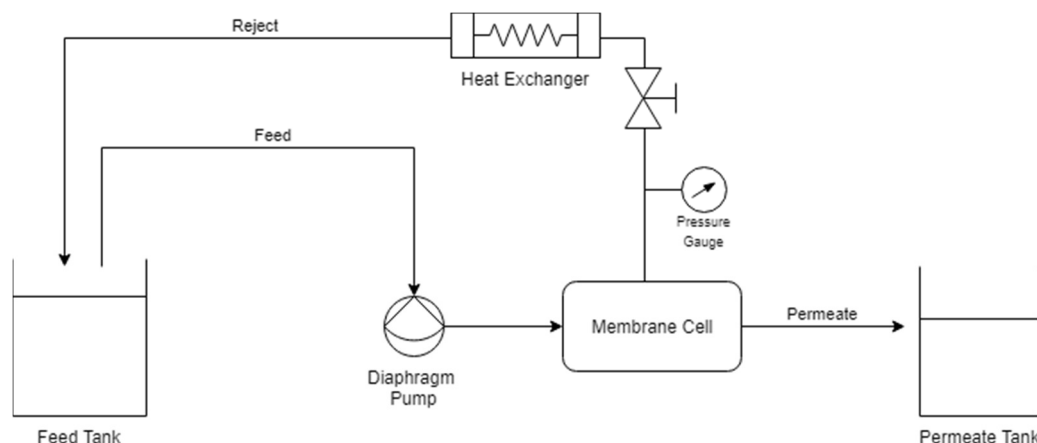 Reject
Heat Exchanger
Feed
Pressure
Gauge
Membrane Cell
Permeate
Diaphragm
Pump
Feed Tank
Permeate Tank